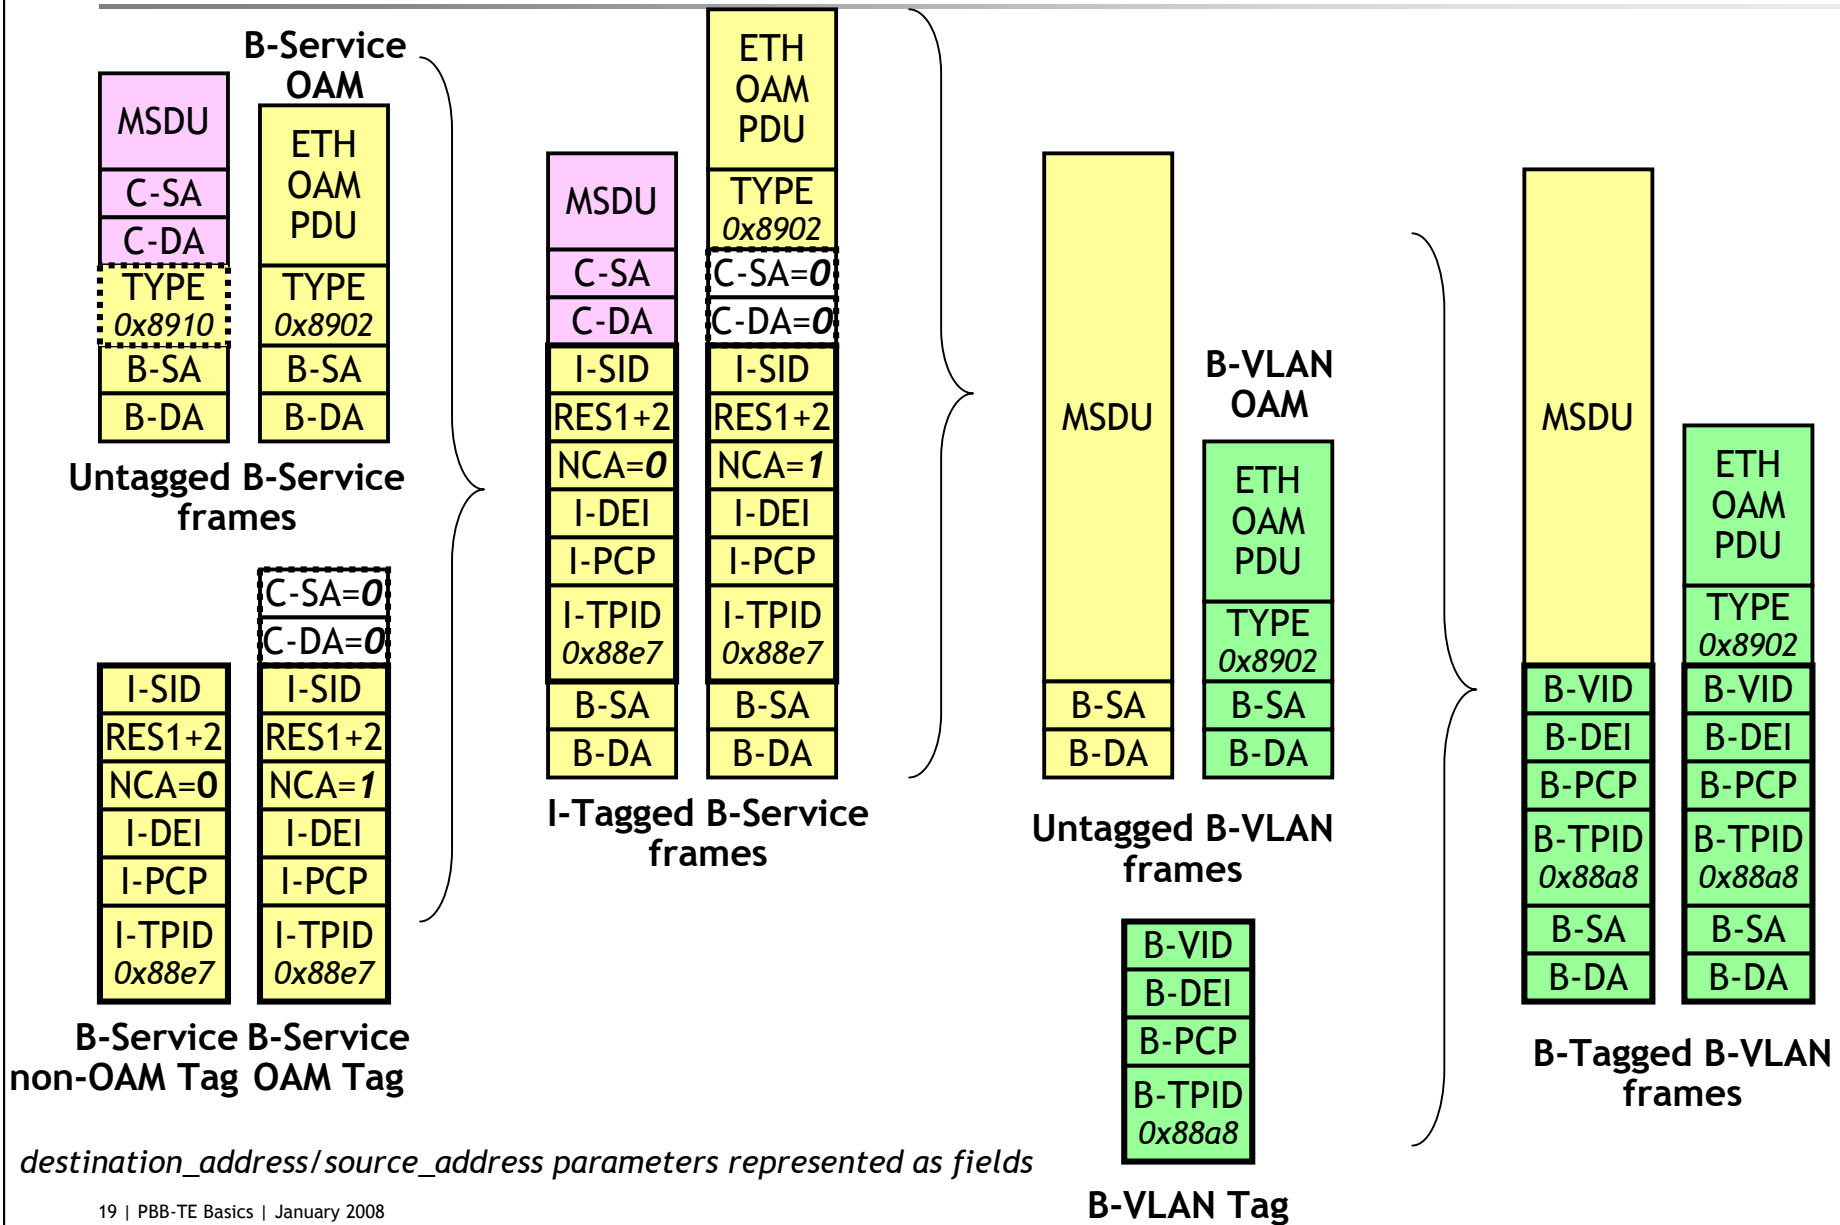 B-Service
OAM
MSDU
C-SA
C-DA
TYPE
0x8910
B-SA
B-DA
ETH
OAM
PDU
TYPE
0x8902
B-SA
B-DA
Untagged B-Service
frames
I-SID
RES1+2
NCA=0
I-DEI
I-PCP
I-TPID
0x88e7
C-SA=0
C-DA=0
I-SID
RES1+2
NCA=1
I-DEI
I-PCP
I-TPID
0x88e7
B-Service
non-OAM Tag
B-Service
OAM Tag
MSDU
C-SA
C-DA
I-SID
RES1+2
NCA=0
I-DEI
I-PCP
I-TPID
0x88e7
B-SA
B-DA
ETH
OAM
PDU
TYPE
0x8902
C-SA=0
C-DA=0
I-SID
RES1+2
NCA=1
I-DEI
I-PCP
I-TPID
0x88e7
B-SA
B-DA
I-Tagged B-Service
frames
MSDU
B-SA
B-DA
B-VLAN
OAM
ETH
OAM
PDU
TYPE
0x8902
B-SA
B-DA
Untagged B-VLAN
frames
B-VID
B-DEI
B-PCP
B-TPID
0x88a8
B-VLAN Tag
MSDU
B-VID
B-DEI
B-PCP
B-TPID
0x88a8
B-SA
B-DA
ETH
OAM
PDU
TYPE
0x8902
B-VID
B-DEI
B-PCP
B-TPID
0x88a8
B-SA
B-DA
B-Tagged B-VLAN
frames
destination_address/source_address parameters represented as fields
19 | PBB-TE Basics | January 2008